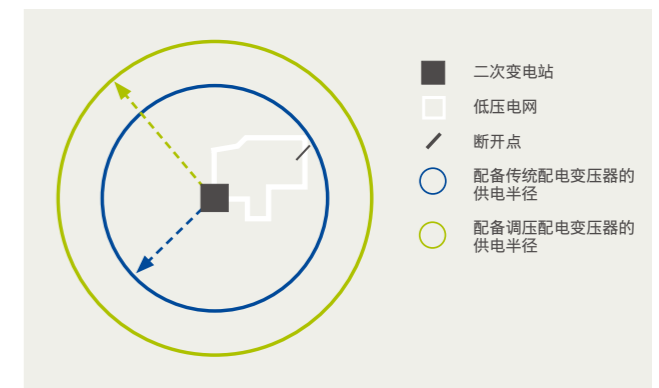 二次变电站
低压电网
断开点
配备传统配电变压器的
供电半径
配备调压配电变压器的
供电半径